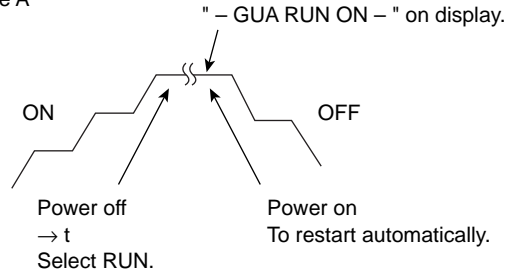 e A
" – GUA RUN ON – " on display.
ON
OFF
Power off
→ t
Select RUN.
Power on
To restart automatically.